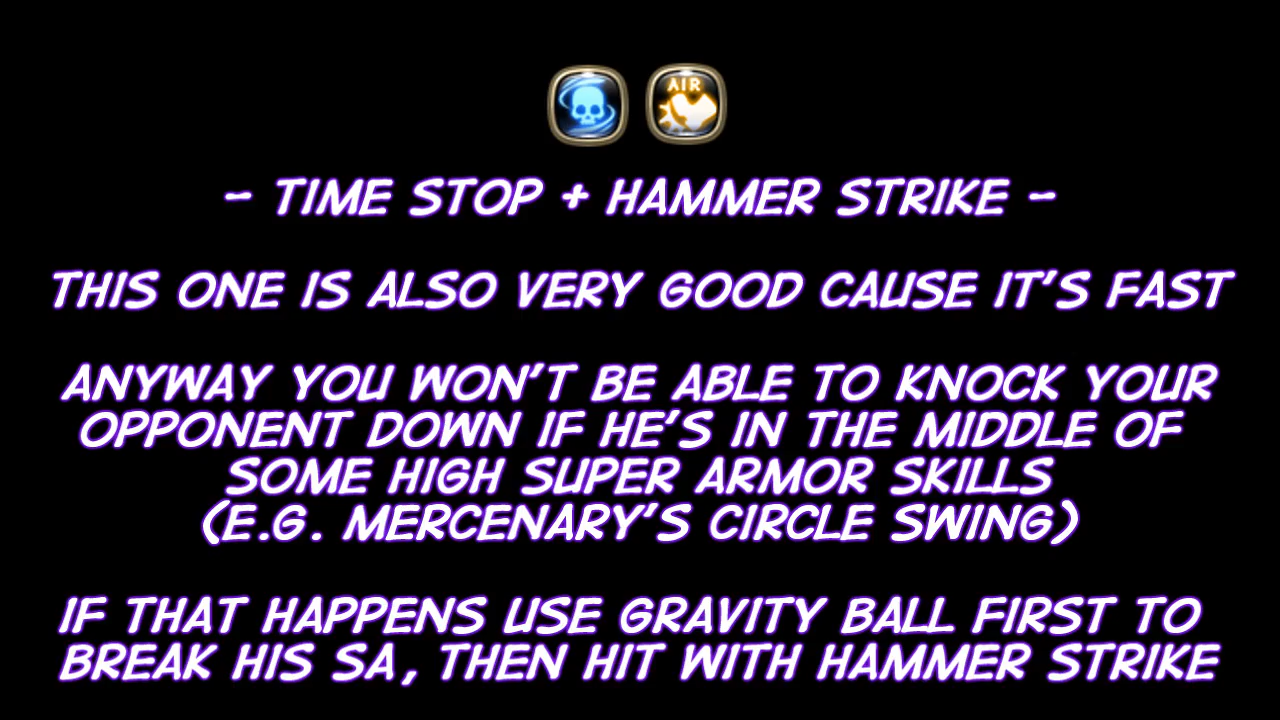 AIR
- TIME STOP + HAMMER STRIKE -
THIS ONE IS ALSO VERY GOOD CAUSE IT'S FAST
ANYWAY YOU WON'T BE ABLE TO KNOCK YOUR
OPPONENT DOWN IF HE'S IN THE MIDDLE OF
SOME HIGH SUPER ARMOR SKILLS
(E.G. MERCENARY'S CIRCLE SWING)
IF THAT HAPPENS USE GRAVITY BALL FIRST TO
BREAK HIS SA, THEN HIT WITH HAMMER STRIKE